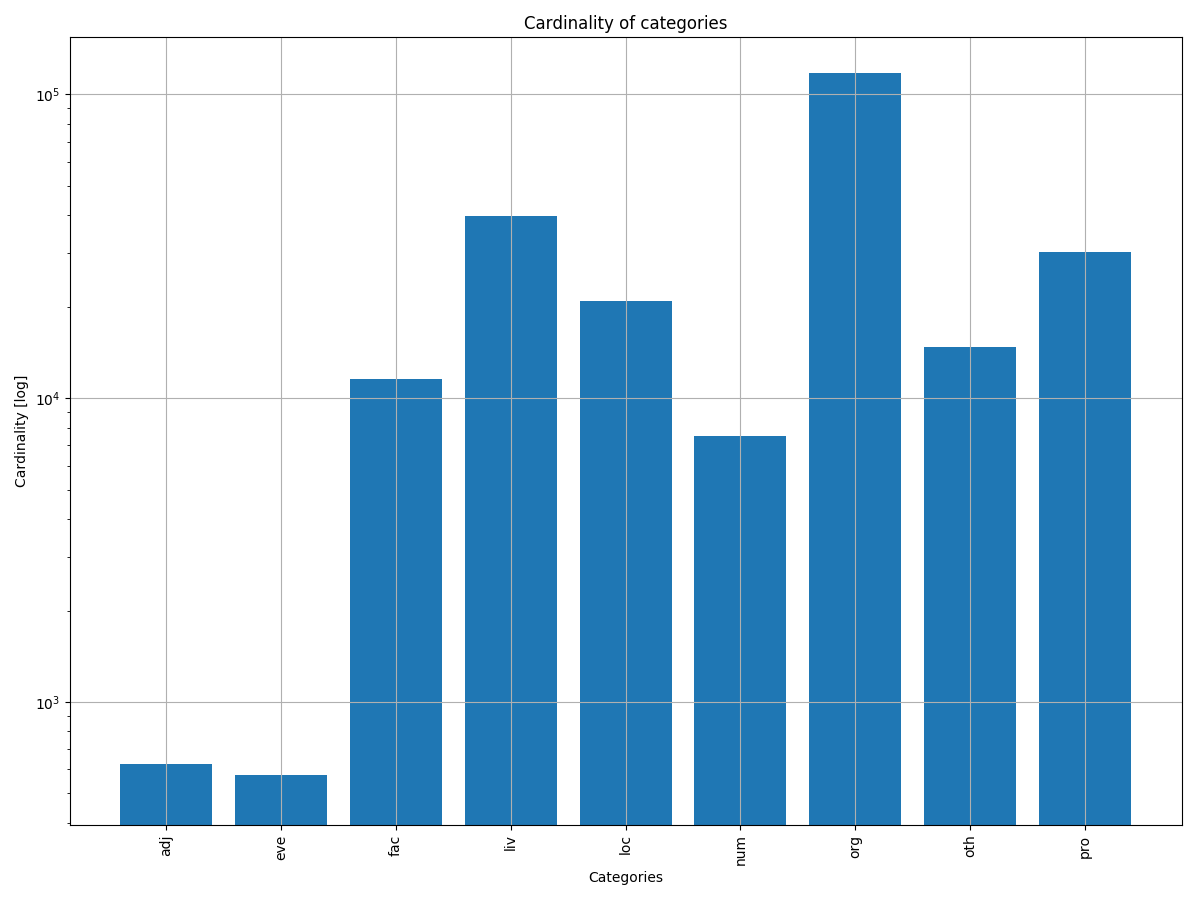 Cardinality of categories
Cardinality [log]
10^5
10^4
10^3
adj eve fac liv loc num org oth pro
Categories